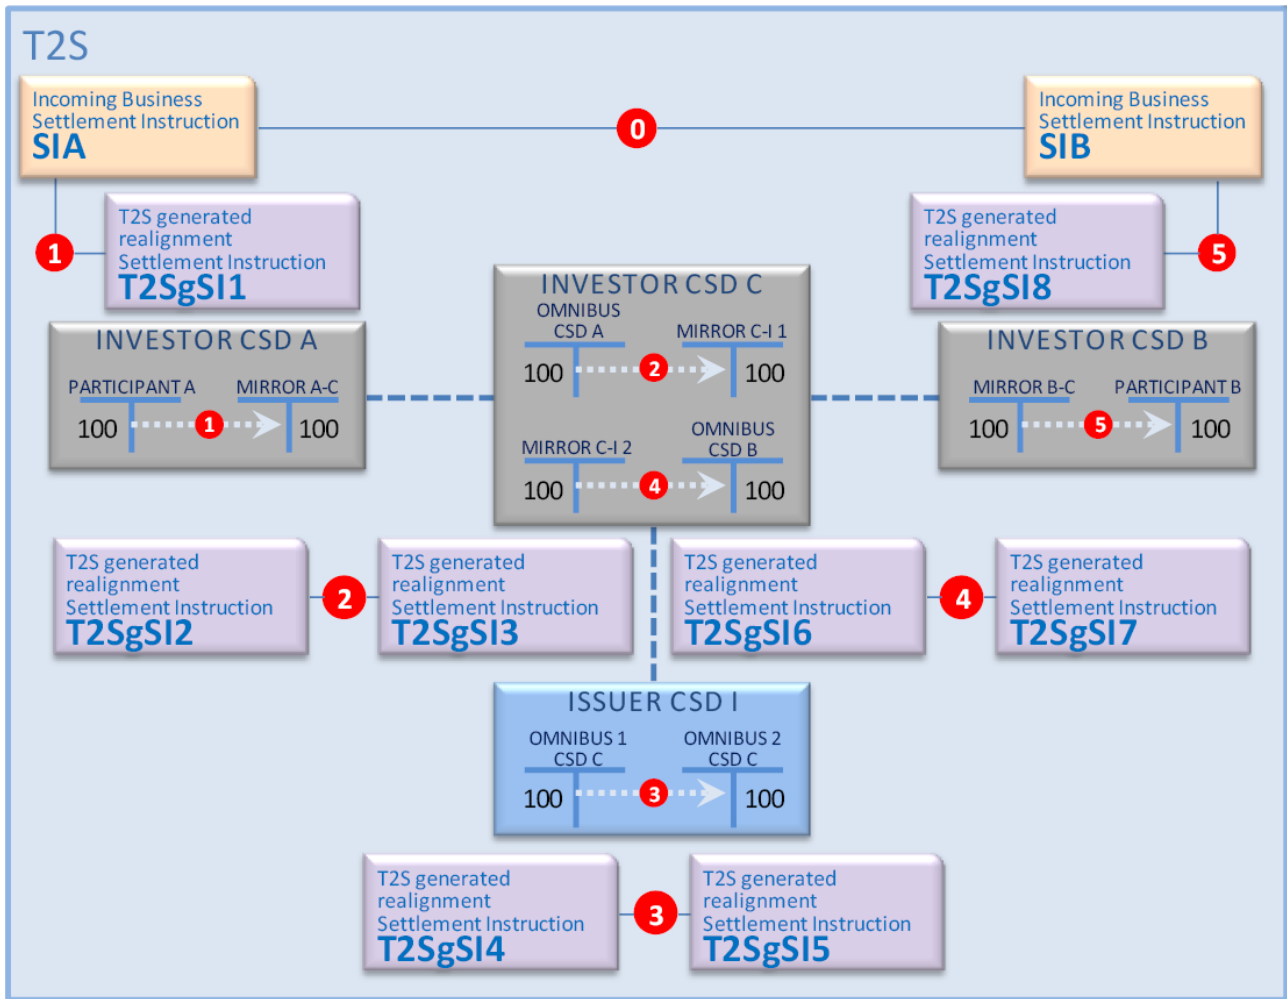 T2S
Incoming Business
Settlement Instruction
SIA
0
Incoming Business
Settlement Instruction
SIB
1
T2S generated
realignment
Settlement Instruction
T2SgSI1
T2S generated
realignment
Settlement Instruction
T2SgSI8
5
INVESTOR CSD A
PARTICIPANT A
MIRROR A-C
100
1
100
INVESTOR CSD C
OMNIBUS
CSD A
MIRROR C-I 1
100
2
100
MIRROR C-I 2
OMNIBUS
CSD B
100
4
100
INVESTOR CSD B
MIRROR B-C
PARTICIPANT B
100
5
100
T2S generated
realignment
Settlement Instruction
T2SgSI2
2
T2S generated
realignment
Settlement Instruction
T2SgSI3
T2S generated
realignment
Settlement Instruction
T2SgSI6
4
T2S generated
realignment
Settlement Instruction
T2SgSI7
ISSUER CSD I
OMNIBUS 1
CSD C
OMNIBUS 2
CSD C
100
3
100
T2S generated
realignment
Settlement Instruction
T2SgSI4
3
T2S generated
realignment
Settlement Instruction
T2SgSI5